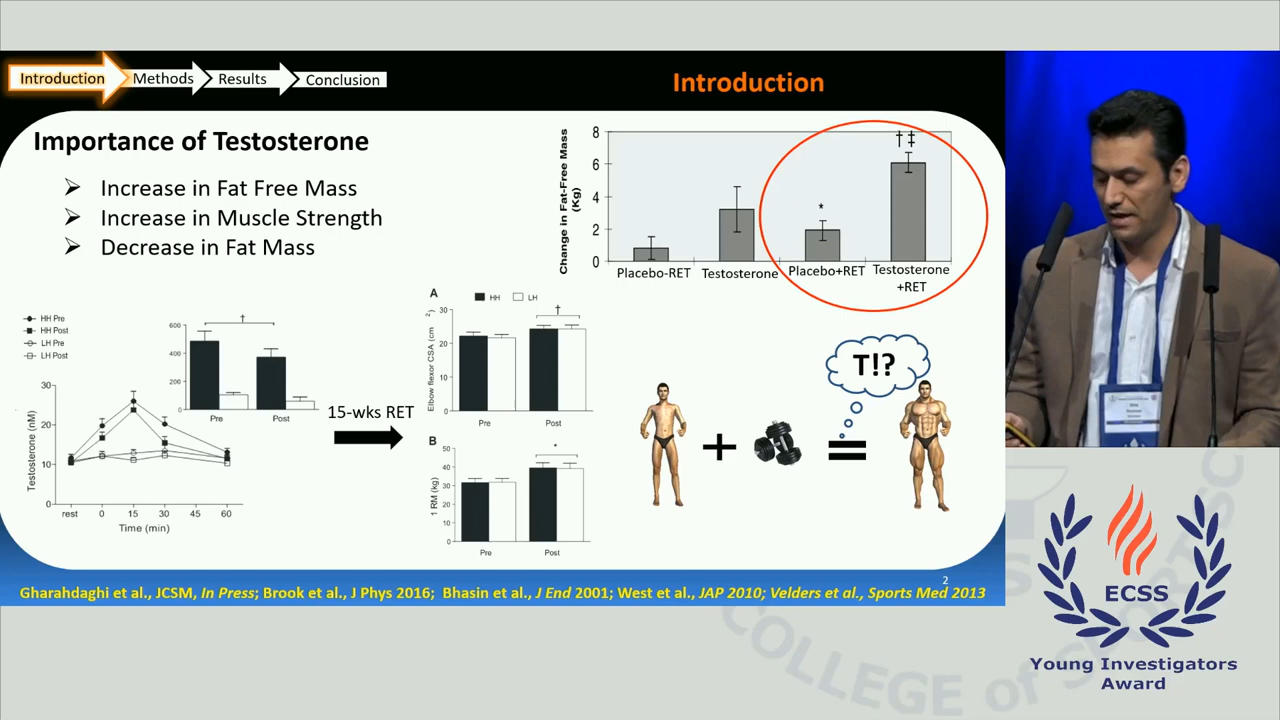 Introduction
Methods
Results
Conclusion
Introduction
Importance of Testosterone
Increase in Fat Free Mass
Increase in Muscle Strength
Decrease in Fat Mass
Change in Fat-Free Mass
(Kg)
8
6
4
2
0
† ‡
*
Placebo-RET
Testosterone
Placebo+RET
Testosterone
+RET
HH Pre
HH Post
LH Pre
LH Post
600
400
200
0
†
Pre
Post
Testosterone (nM)
30
20
10
0
rest
0
15
30
45
60
Time (min)
15-wks RET
A
HH
LH
Elbow flexor CSA (cm2)
30
20
10
0
†
Pre
Post
B
1 RM (kg)
50
40
30
20
10
0
*
Pre
Post
T!?
+
=
2
Gharahdaghi et al., JCSM, In Press; Brook et al., J Phys 2016; Bhasin et al., J End 2001; West et al., JAP 2010; Velders et al., Sports Med 2013
ECSS
Young Investigators
Award
COLLEGE of SPORT SC